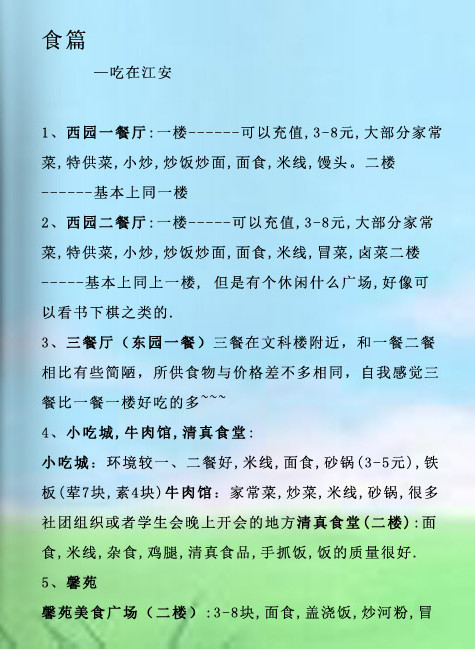 食篇
—吃在江安
1、西园一餐厅:一楼------可以充值,3-8元,大部分家常
菜,特供菜,小炒,炒饭炒面,面食,米线,馒头。二楼
------基本上同一楼
2、西园二餐厅:一楼-----可以充值,3-8元,大部分家常
菜,特供菜,小炒,炒饭炒面,面食,米线,冒菜,卤菜二楼
-----基本上同上一楼, 但是有个休闲什么广场,好像可
以看书下棋之类的.
3、三餐厅（东园一餐）三餐在文科楼附近，和一餐二餐
相比有些简陋，所供食物与价格差不多相同，自我感觉三
餐比一餐一楼好吃的多~~~
4、小吃城,牛肉馆,清真食堂:
小吃城：环境较一、二餐好,米线,面食,砂锅(3-5元),铁
板(荤7块,素4块)牛肉馆：家常菜,炒菜,米线,砂锅,很多
社团组织或者学生会晚上开会的地方清真食堂(二楼):面
食,米线,杂食,鸡腿,清真食品,手抓饭,饭的质量很好.
5、馨苑
馨苑美食广场（二楼）:3-8块,面食,盖浇饭,炒河粉,冒